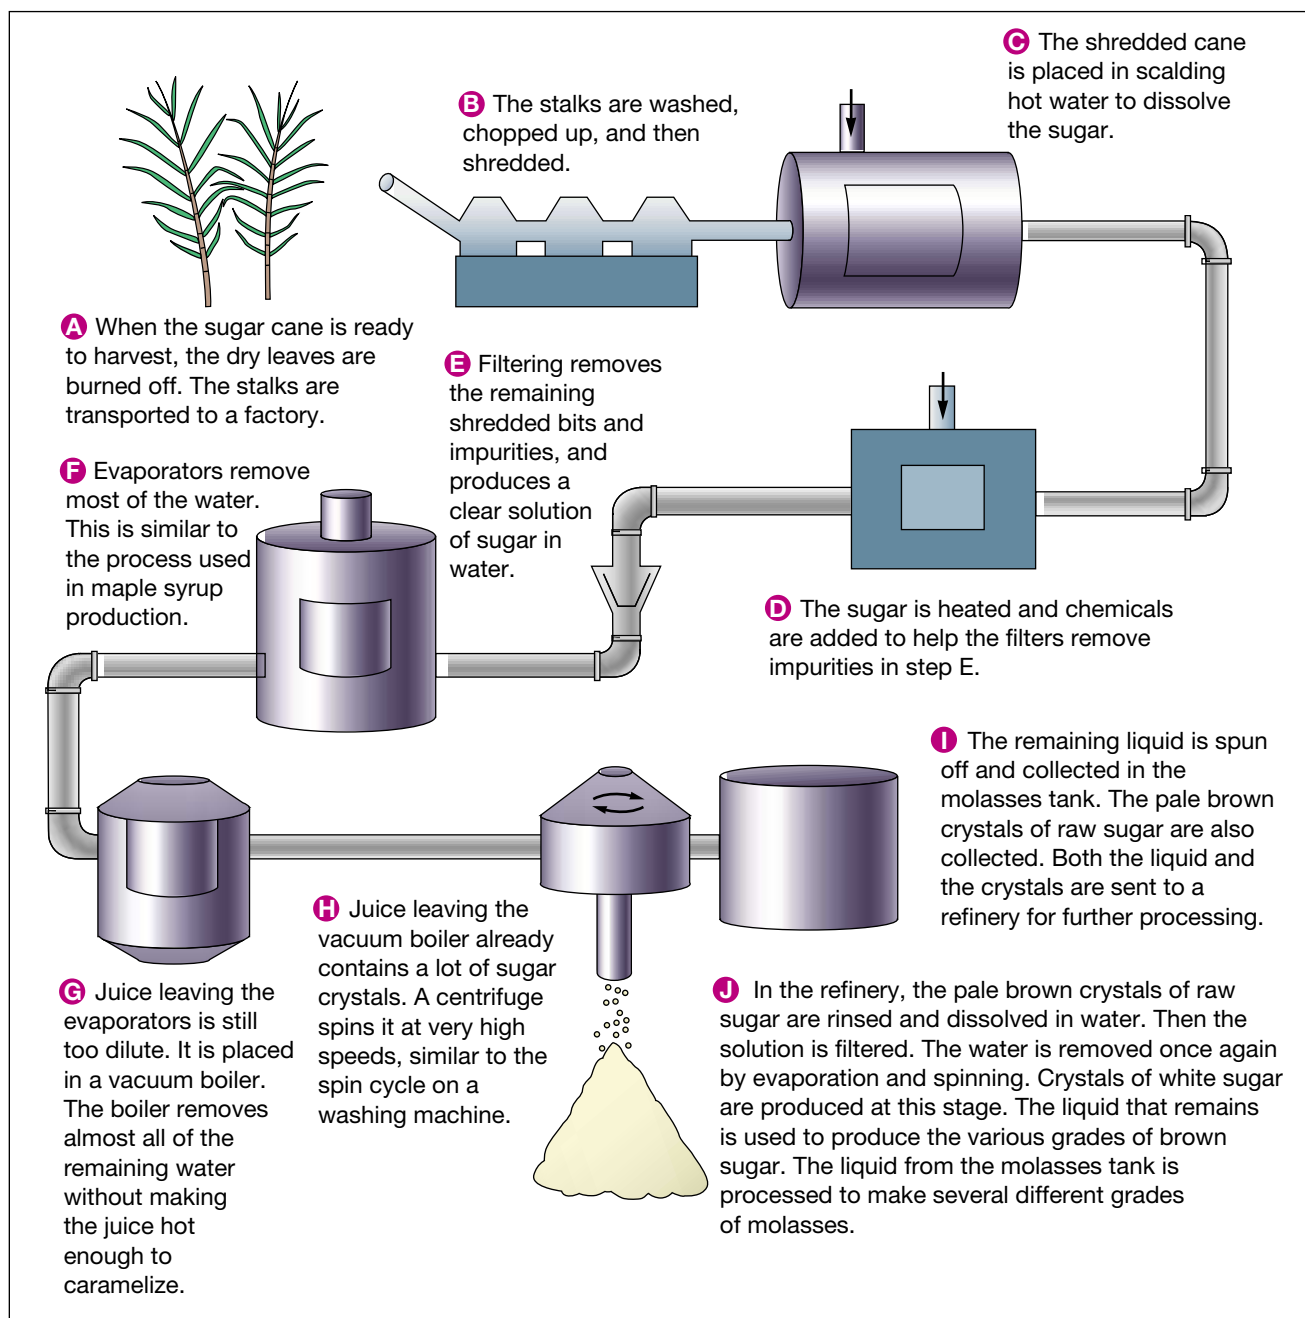 A When the sugar cane is ready
to harvest, the dry leaves are
burned off. The stalks are
transported to a factory.
B The stalks are washed,
chopped up, and then
shredded.
C The shredded cane
is placed in scalding
hot water to dissolve
the sugar.
D The sugar is heated and chemicals
are added to help the filters remove
impurities in step E.
E Filtering removes
the remaining
shredded bits and
impurities, and
produces a
clear solution
of sugar in
water.
F Evaporators remove
most of the water.
This is similar to
the process used
in maple syrup
production.
G Juice leaving the
evaporators is still
too dilute. It is placed
in a vacuum boiler.
The boiler removes
almost all of the
remaining water
without making
the juice hot
enough to
caramelize.
H Juice leaving the
vacuum boiler already
contains a lot of sugar
crystals. A centrifuge
spins it at very high
speeds, similar to the
spin cycle on a
washing machine.
I The remaining liquid is spun
off and collected in the
molasses tank. The pale brown
crystals of raw sugar are also
collected. Both the liquid and
the crystals are sent to a
refinery for further processing.
J In the refinery, the pale brown crystals of raw
sugar are rinsed and dissolved in water. Then the
solution is filtered. The water is removed once again
by evaporation and spinning. Crystals of white sugar
are produced at this stage. The liquid that remains
is used to produce the various grades of brown
sugar. The liquid from the molasses tank is
processed to make several different grades
of molasses.